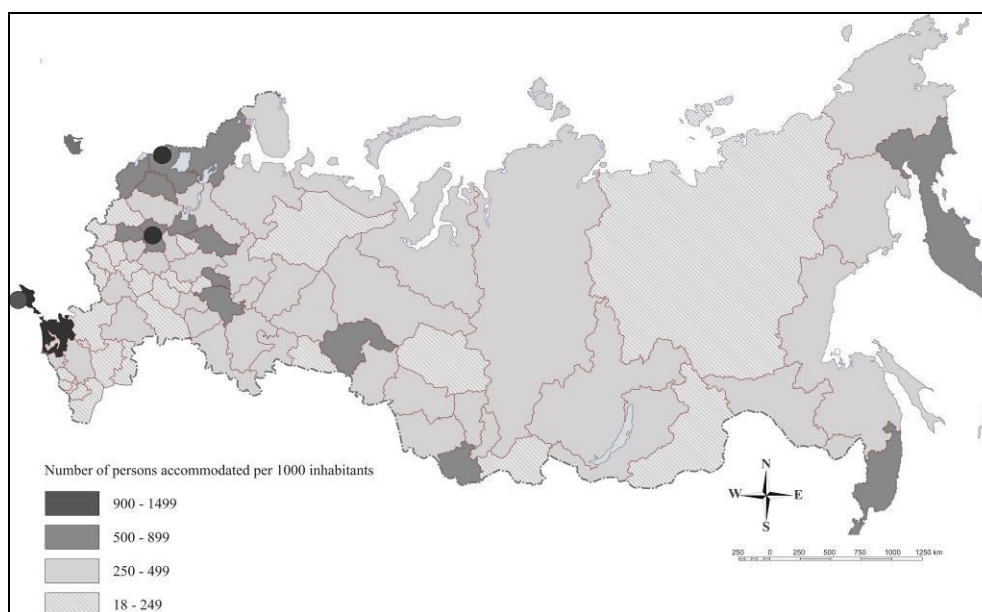 Number of persons accommodated per 1000 inhabitants
900 - 1499
500 - 899
250 - 499
18 - 249
N
W E
S
250 0 250 500 750 1000 1250 km